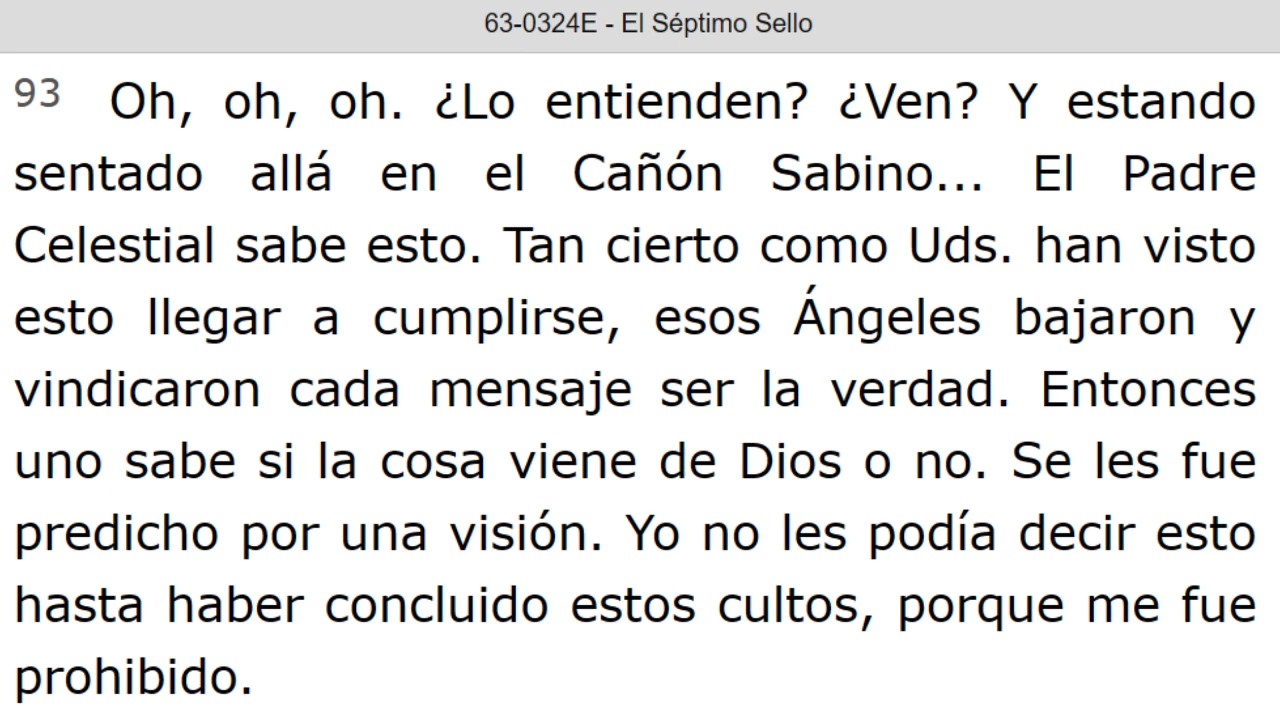 63-0324E - El Séptimo Sello
93 Oh, oh, oh. ¿Lo entienden? ¿Ven? Y estando
sentado allá en el Cañón Sabino... El Padre
Celestial sabe esto. Tan cierto como Uds. han visto
esto llegar a cumplirse, esos Ángeles bajaron y
vindicaron cada mensaje ser la verdad. Entonces
uno sabe si la cosa viene de Dios o no. Se les fue
predicho por una visión. Yo no les podía decir esto
hasta haber concluido estos cultos, porque me fue
prohibido.